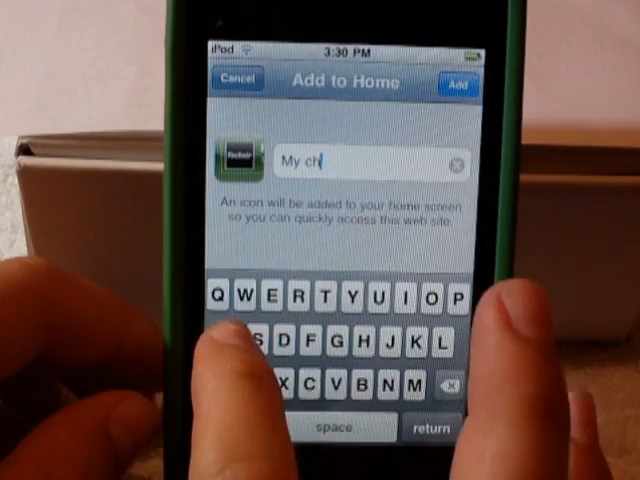 iPod 3:30 PM
Cancel Add to Home Add
My ch
An icon will be added to your home screen
so you can quickly access this web site.
Q W E R T Y U I O P
S D F G H J K L
X C V B N M
space return